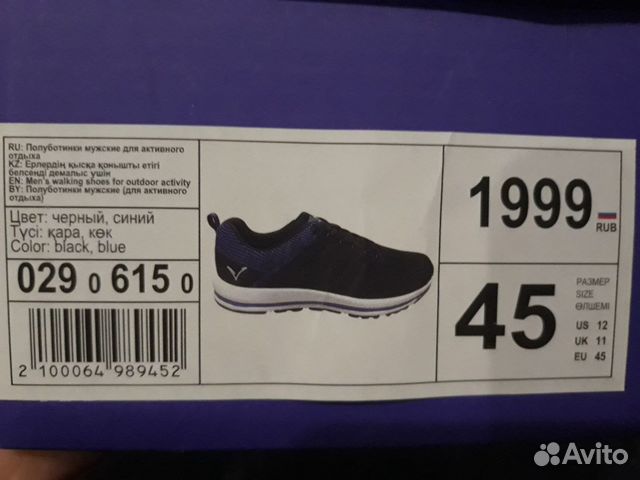 RU: Полуботинки мужские для активного
отдыха
KZ: Ерлердің қысқа қонышты етігі
белсенді демалыс үшін
EN: Men's walking shoes for outdoor activity
BY: Полуботинки мужские (для активного
отдыха)
Цвет: черный, синий
Түсі: қара, көк
Color: black, blue
029 0 615 0
2 100064 989452
1999 RUB
45
РАЗМЕР
SIZE
ӨЛШЕМІ
US 12
UK 11
EU 45
Avito